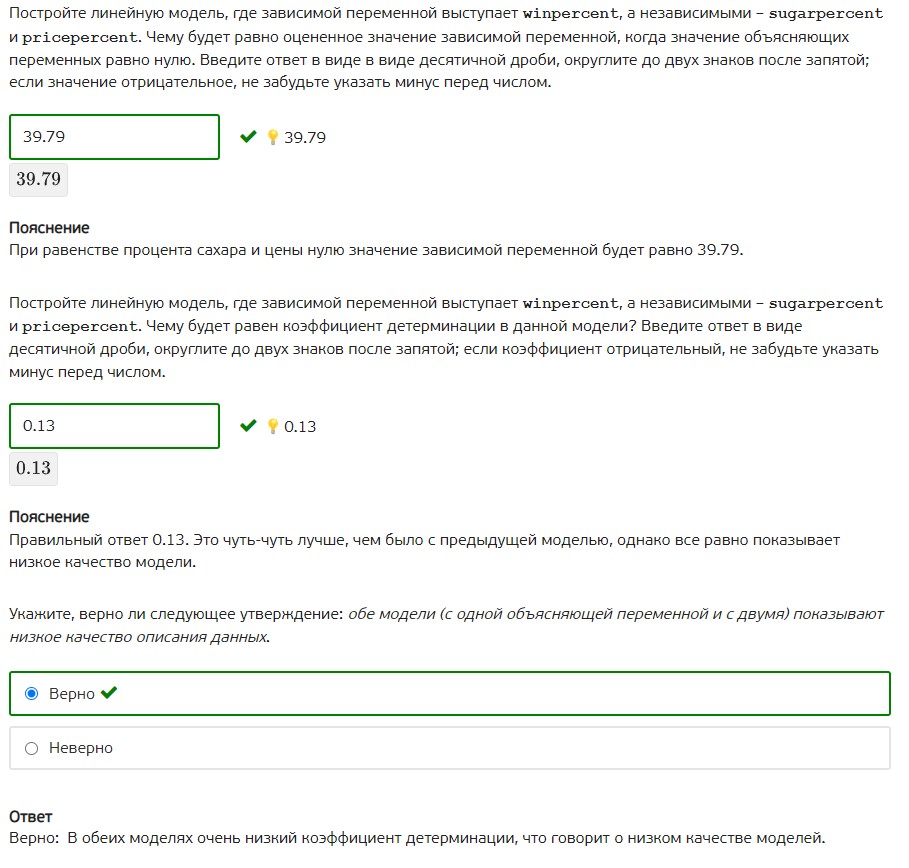 Постройте линейную модель, где зависимой переменной выступает winpercent, а независимыми – sugarpercent
и pricepercent. Чему будет равно оцененное значение зависимой переменной, когда значение объясняющих
переменных равно нулю. Введите ответ в виде в виде десятичной дроби, округлите до двух знаков после запятой;
если значение отрицательное, не забудьте указать минус перед числом.
39.79 39.79
39.79
Пояснение
При равенстве процента сахара и цены нулю значение зависимой переменной будет равно 39.79.
Постройте линейную модель, где зависимой переменной выступает winpercent, а независимыми – sugarpercent
и pricepercent. Чему будет равен коэффициент детерминации в данной модели? Введите ответ в виде
десятичной дроби, округлите до двух знаков после запятой; если коэффициент отрицательный, не забудьте указать
минус перед числом.
0.13 0.13
0.13
Пояснение
Правильный ответ 0.13. Это чуть-чуть лучше, чем было с предыдущей моделью, однако все равно показывает
низкое качество модели.
Укажите, верно ли следующее утверждение: обе модели (с одной объясняющей переменной и с двумя) показывают
низкое качество описания данных.
Верно
Неверно
Ответ
Верно: В обеих моделях очень низкий коэффициент детерминации, что говорит о низком качестве моделей.